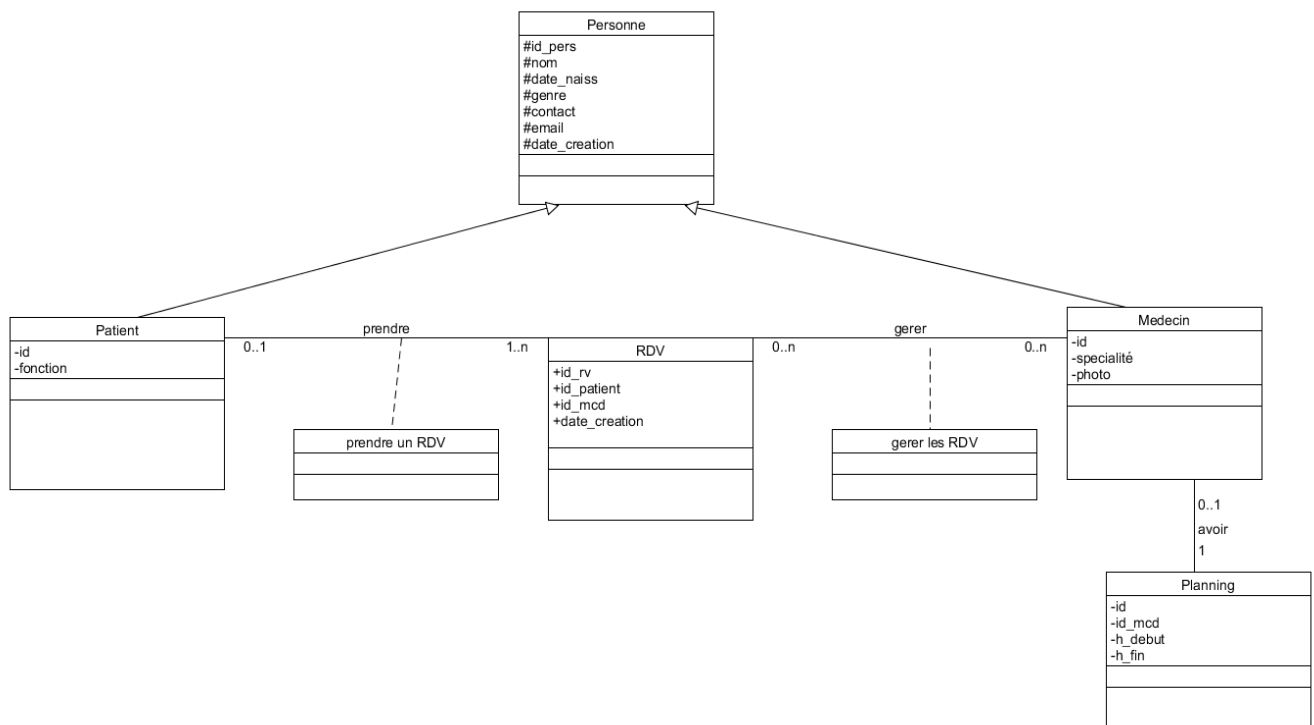 Personne
#id_pers
#nom
#date_naiss
#genre
#contact
#email
#date_creation
Patient
-id
-fonction
prendre
0..1
1..n
RDV
+id_rv
+id_patient
+id_mcd
+date_creation
gerer
0..n
0..n
Medecin
-id
-specialité
-photo
prendre un RDV
gerer les RDV
0..1
avoir
1
Planning
-id
-id_mcd
-h_debut
-h_fin